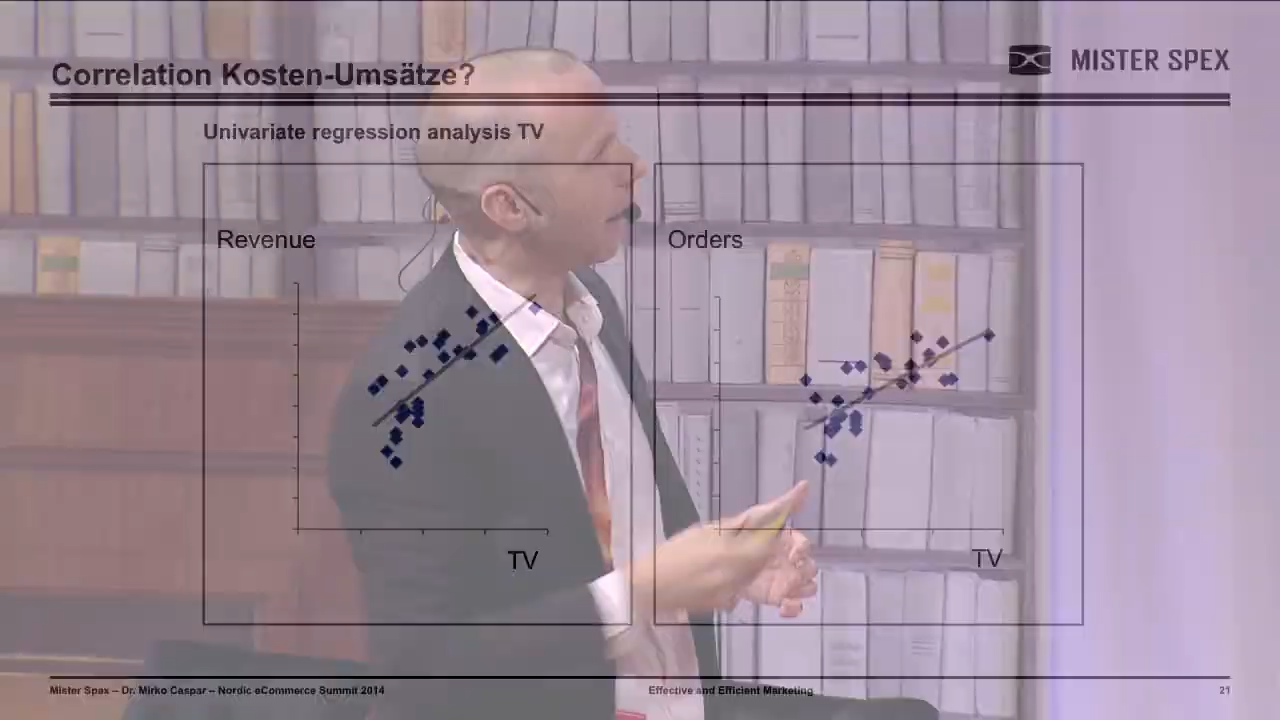 Correlation Kosten-Umsätze?
MISTER SPEX
Univariate regression analysis TV
Revenue
Orders
TV
TV
Mister Spex – Dr. Mirko Caspar – Nordic eCommerce Summit 2014
Effective and Efficient Marketing
21